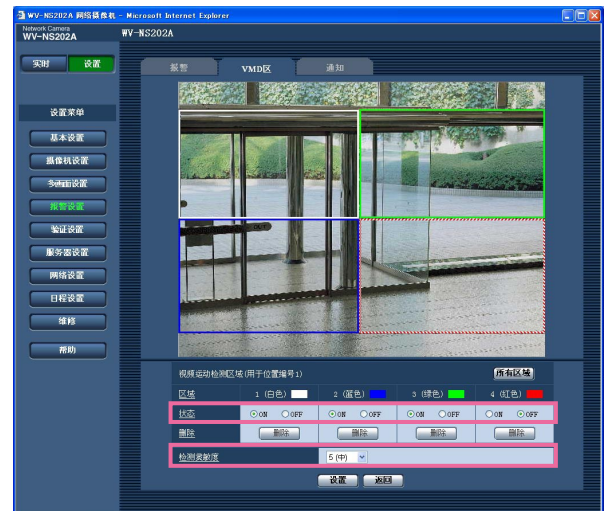 WV-NS202A 网络摄像机 - Microsoft Internet Explorer
Network Camera
WV-NS202A
WV-NS202A
实时 设置
报警 VMD区 通知
设置菜单
基本设置
摄像机设置
多画面设置
报警设置
验证设置
服务器设置
网络设置
日程设置
维修
帮助
视频运动检测区域(用于位置编号1) 所有区域
区域 1 (白色) 2 (蓝色) 3 (绿色) 4 (红色)
状态 ON OFF ON OFF ON OFF ON OFF
删除 删除 删除 删除 删除
检测灵敏度 5 (中)
设置 返回